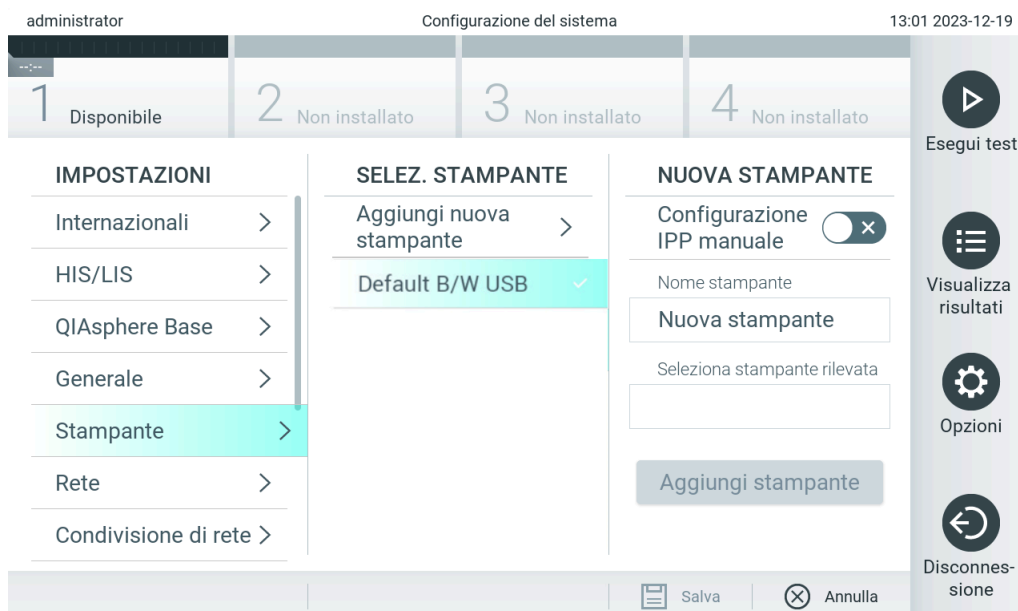 administrator
Configurazione del sistema
13:01 2023-12-19
--:--
1 Disponibile
2 Non installato
3 Non installato
4 Non installato
IMPOSTAZIONI
Internazionali
HIS/LIS
QIAsphere Base
Generale
Stampante
Rete
Condivisione di rete
SELEZ. STAMPANTE
Aggiungi nuova
stampante
Default B/W USB
NUOVA STAMPANTE
Configurazione
IPP manuale
Nome stampante
Nuova stampante
Seleziona stampante rilevata
Aggiungi stampante
Esegui test
Visualizza
risultati
Opzioni
Disconnes-
sione
Salva
Annulla